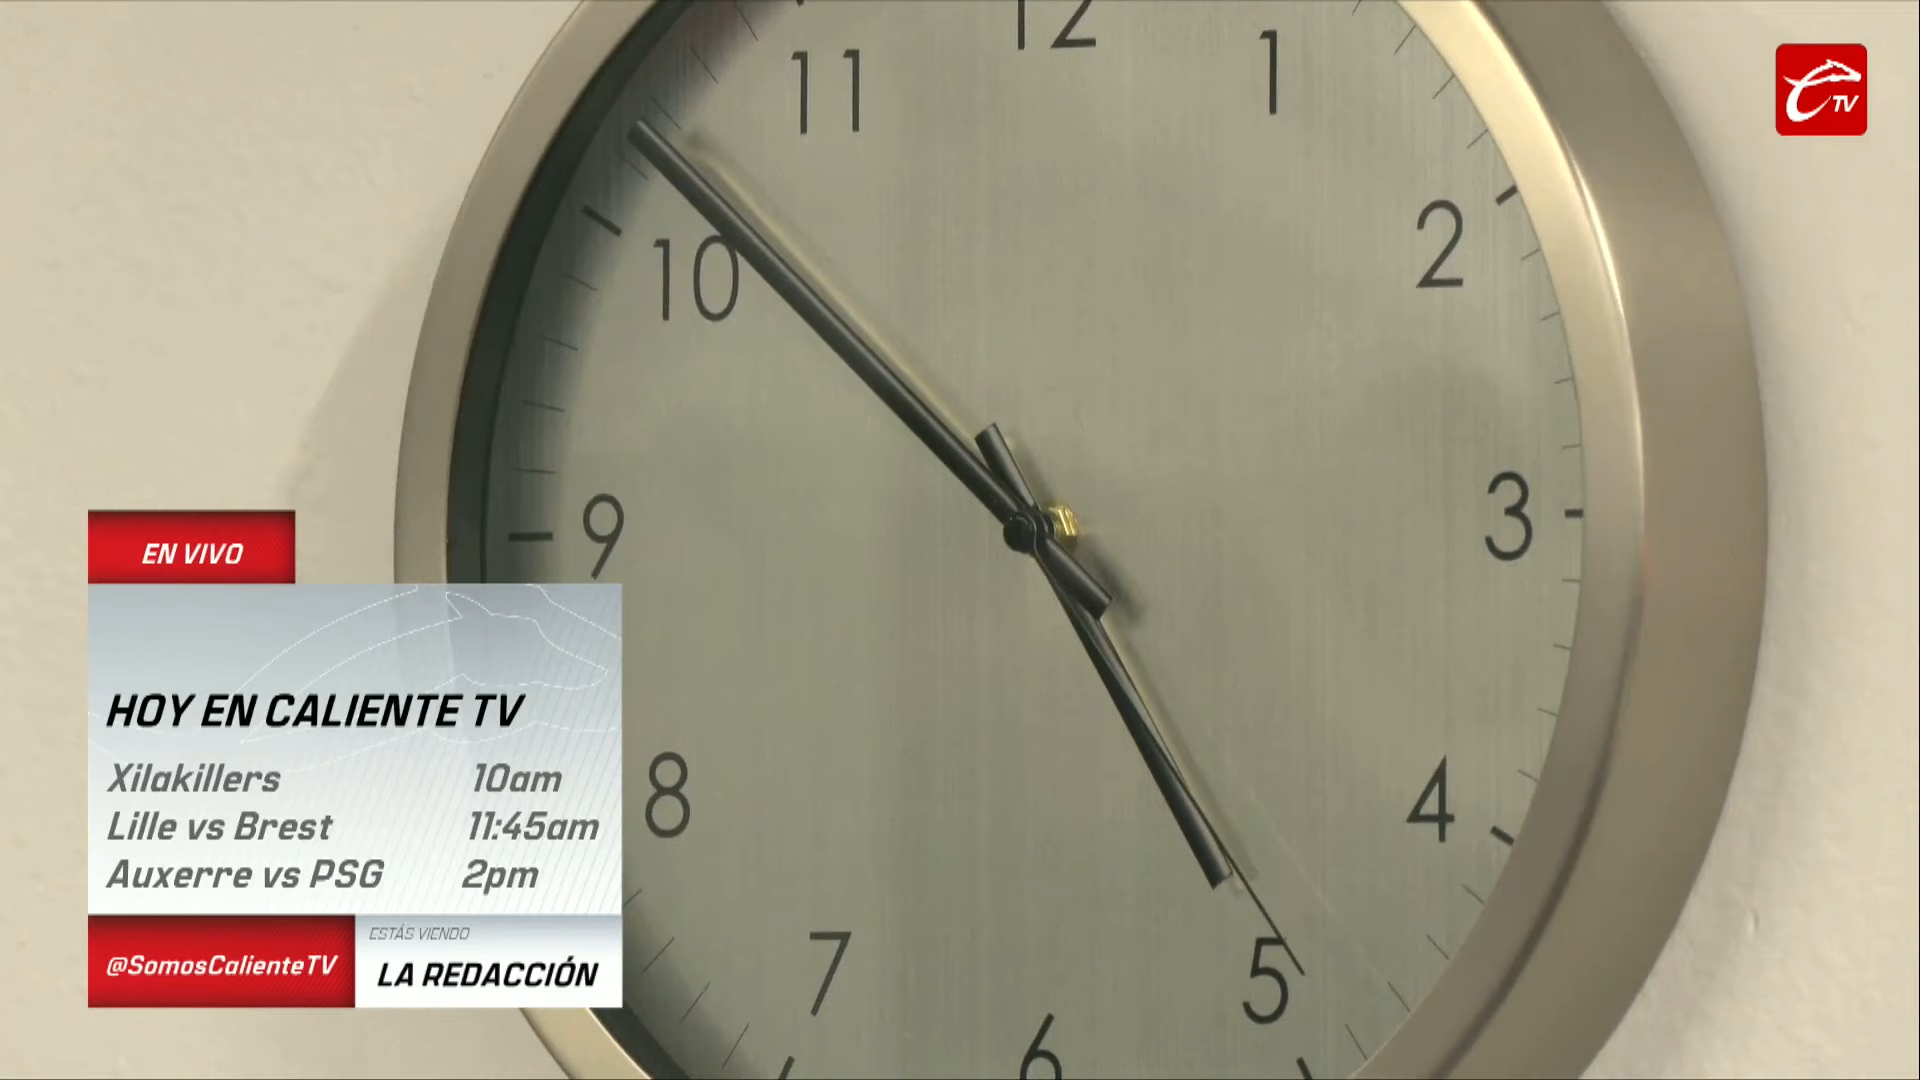 12
11
1
TV
10
2
9
3
EN VIVO
HOY EN CALIENTE TV
Xilakillers 10am
Lille vs Brest 11:45am
Auxerre vs PSG 2pm
8
4
@SomosCalienteTV
ESTÁS VIENDO
LA REDACCIÓN
7
5
6